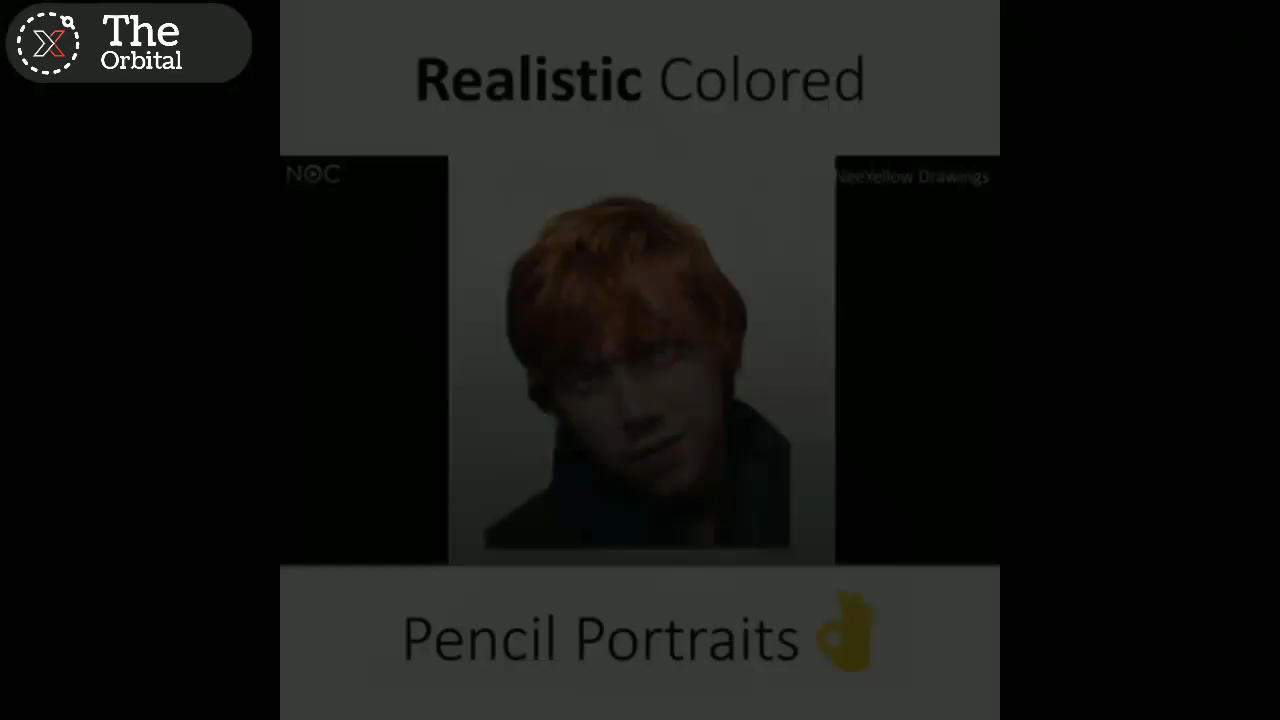 The
Orbital
Realistic Colored
NOC
NeeYellow Drawings
Pencil Portraits